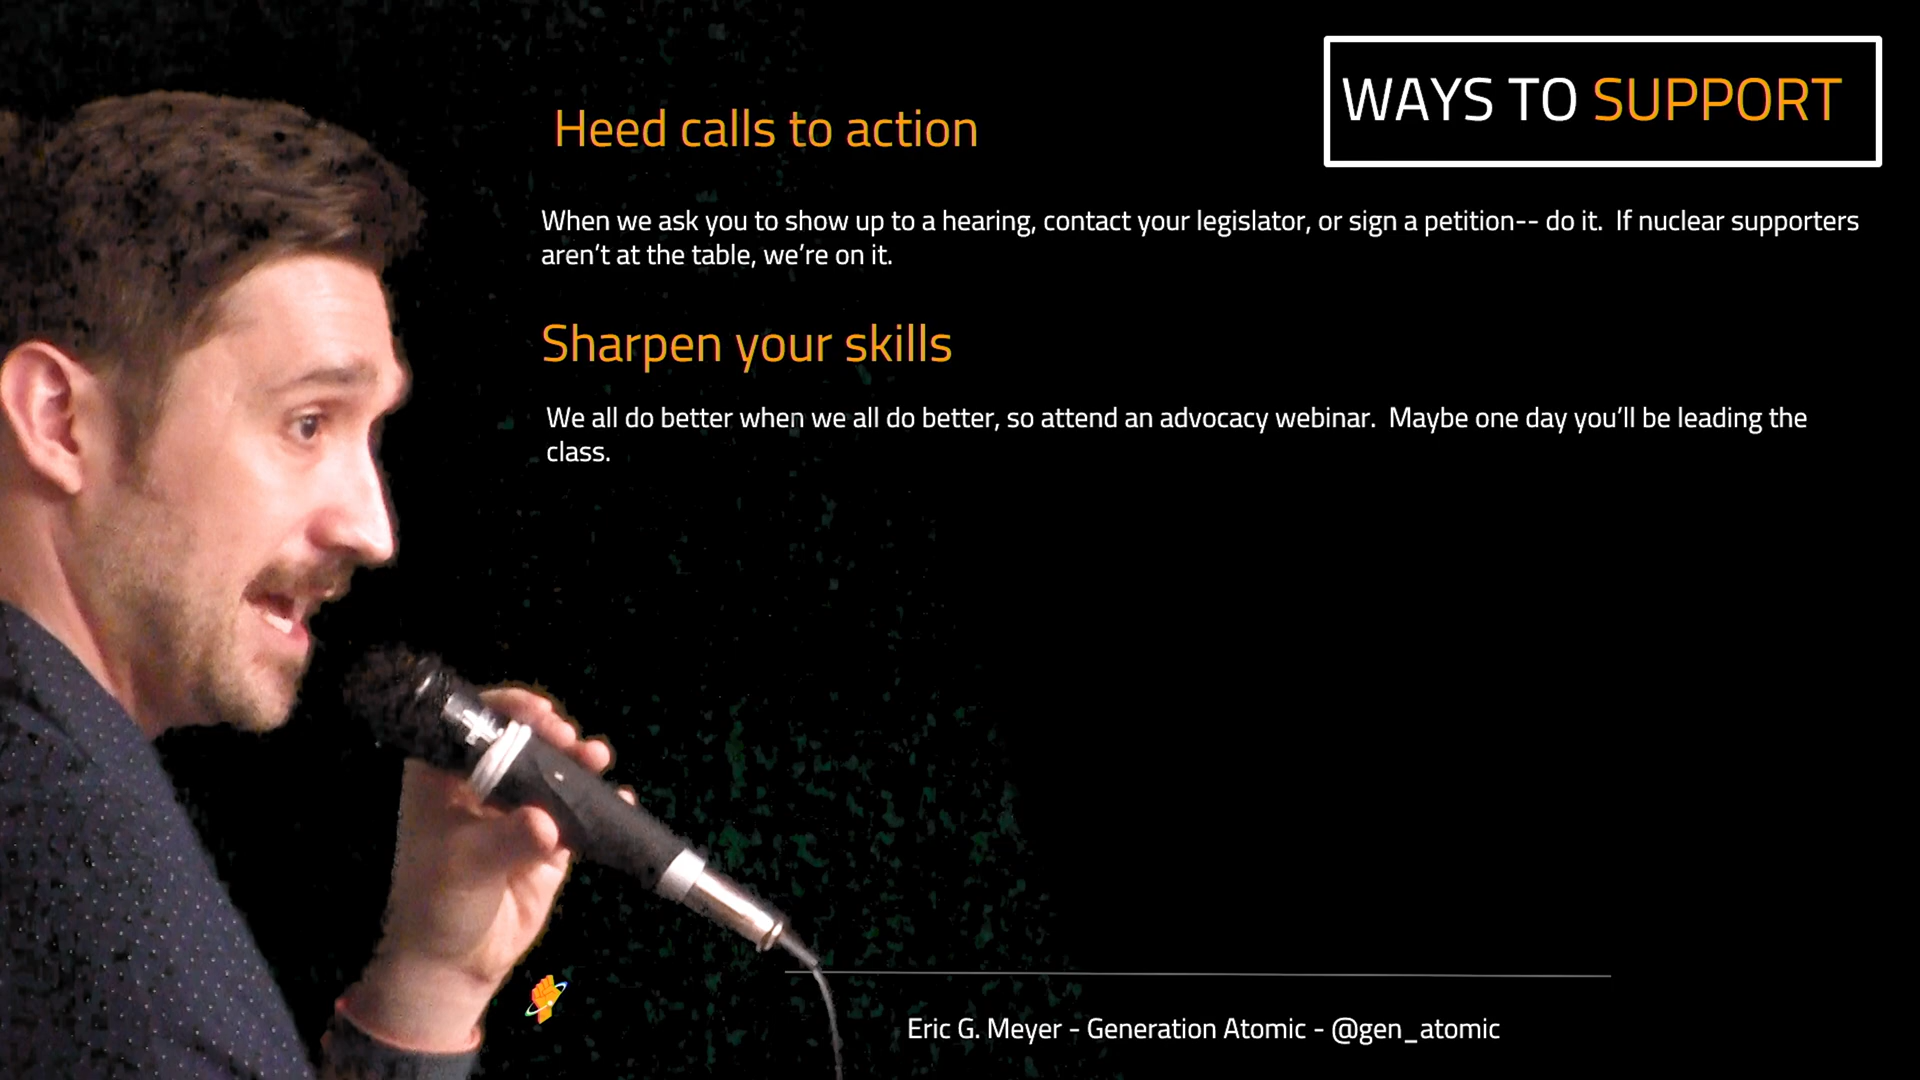 WAYS TO SUPPORT
Heed calls to action
When we ask you to show up to a hearing, contact your legislator, or sign a petition-- do it.  If nuclear supporters
aren’t at the table, we’re on it.
Sharpen your skills
We all do better when we all do better, so attend an advocacy webinar.  Maybe one day you’ll be leading the
class.
Eric G. Meyer - Generation Atomic - @gen_atomic